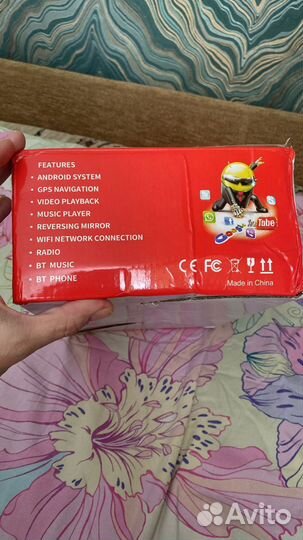 FEATURES
• ANDROID SYSTEM
• GPS NAVIGATION
• VIDEO PLAYBACK
• MUSIC PLAYER
• REVERSING MIRROR
• WIFI NETWORK CONNECTION
• RADIO
• BT MUSIC
• BT PHONE
Tube
CE FC
Made in China
Avito